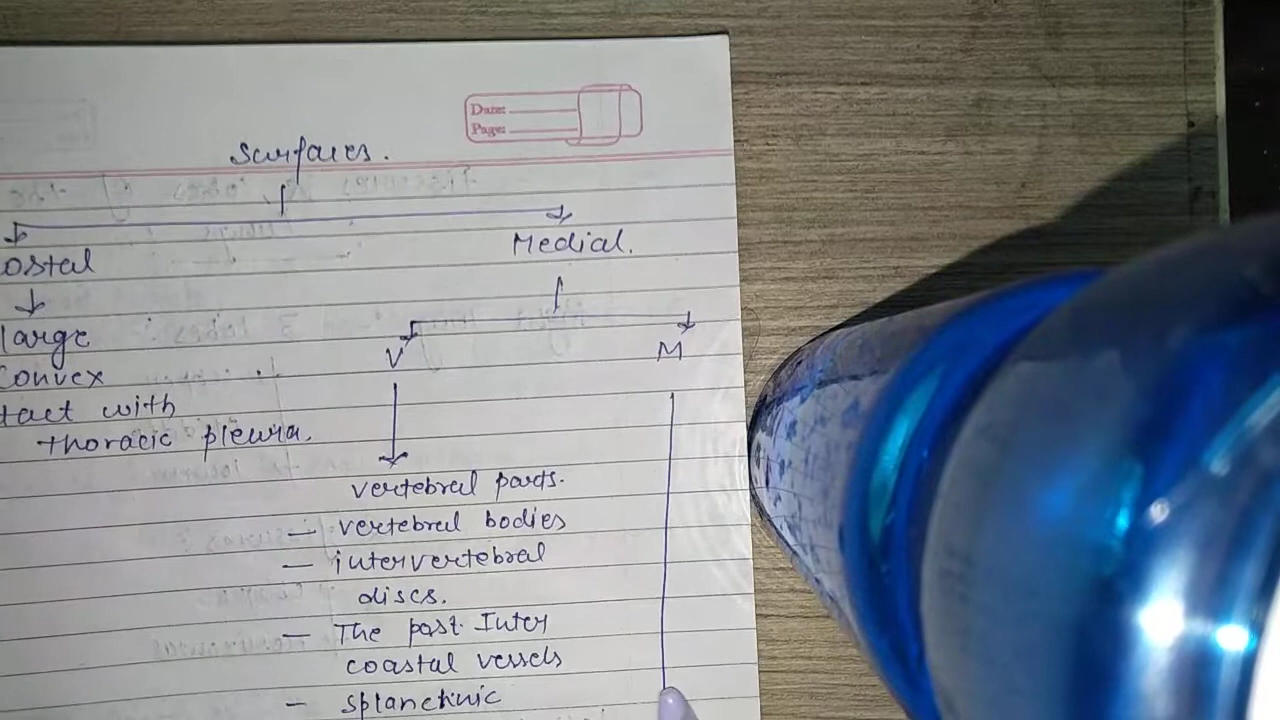 Date:
Page:
Surfaces.
ostal
Medial.
large
V
M
Convex
tact with
thoracic pleura.
vertebral parts.
- vertebral bodies
- intervertebral
discs.
- The post. Inter
coastal vessels
- splanchnic